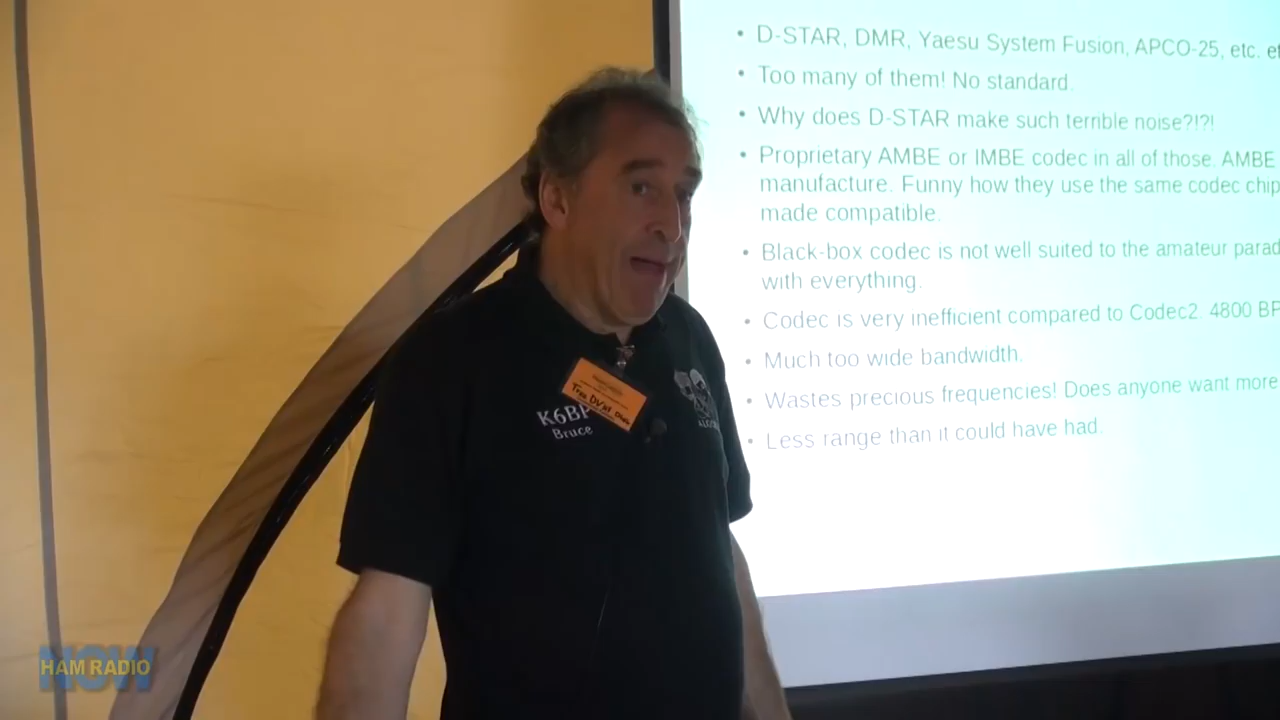 D-STAR, DMR, Yaesu System Fusion, APCO-25, etc.
Too many of them! No standard.
Why does D-STAR make such terrible noise?!?!
Proprietary AMBE or IMBE codec in all of those. AMBE
manufacture. Funny how they use the same codec chip
made compatible.
Black-box codec is not well suited to the amateur
with everything.
Codec is very inefficient compared to Codec2. 4800
Much too wide bandwidth.
Wastes precious frequencies! Does anyone want more
Less range than it could have had.
K6BP
Bruce
HAM RADIO
NOW